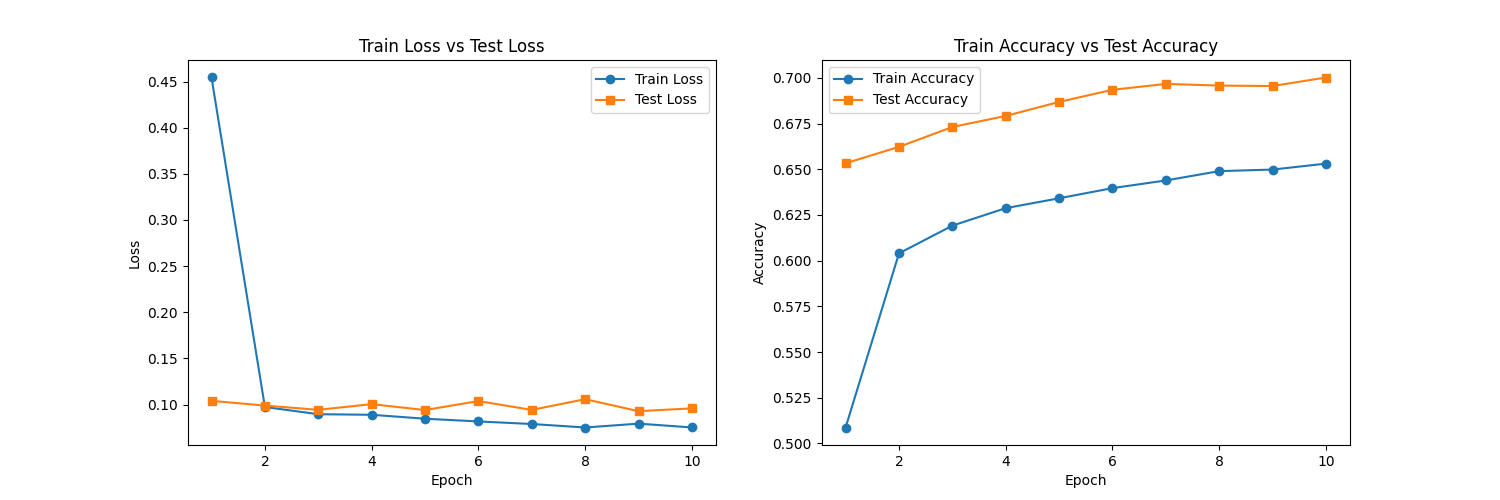 Train Loss vs Test Loss
Train Loss
Test Loss
0.45
0.40
0.35
0.30
0.25
0.20
0.15
0.10
Loss
2
4
6
8
10
Epoch
Train Accuracy vs Test Accuracy
Train Accuracy
Test Accuracy
0.700
0.675
0.650
0.625
0.600
0.575
0.550
0.525
0.500
Accuracy
2
4
6
8
10
Epoch